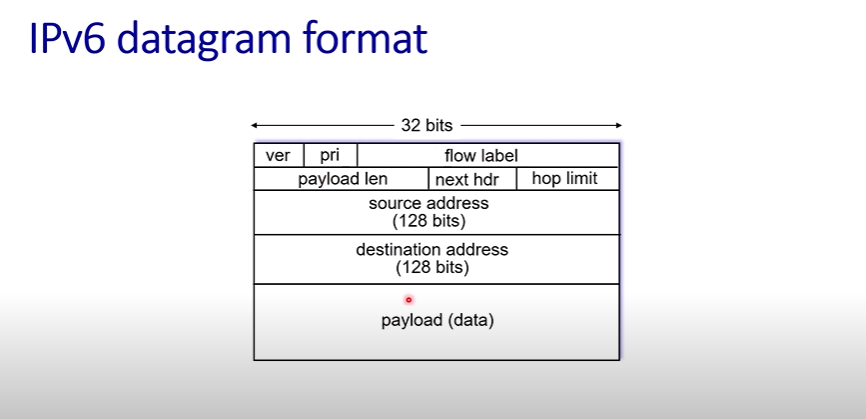 IPv6 datagram format
32 bits
ver pri flow label
payload len next hdr hop limit
source address
(128 bits)
destination address
(128 bits)
payload (data)